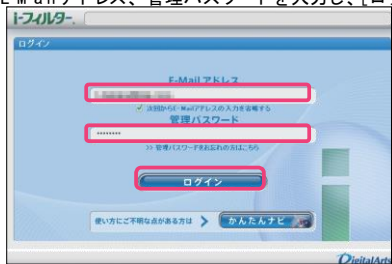 E-Mailアドレス、管理パスワードを入力し、[ロ
i-フィルター.
ログイン
E-Mail アドレス
次回からE-Mailアドレスの入力を省略する
管理パスワード
********
>> 管理パスワードをお忘れの方はこちら
ログイン
使い方にご不明な点がある方は > かんたんナビ
DigitalArts